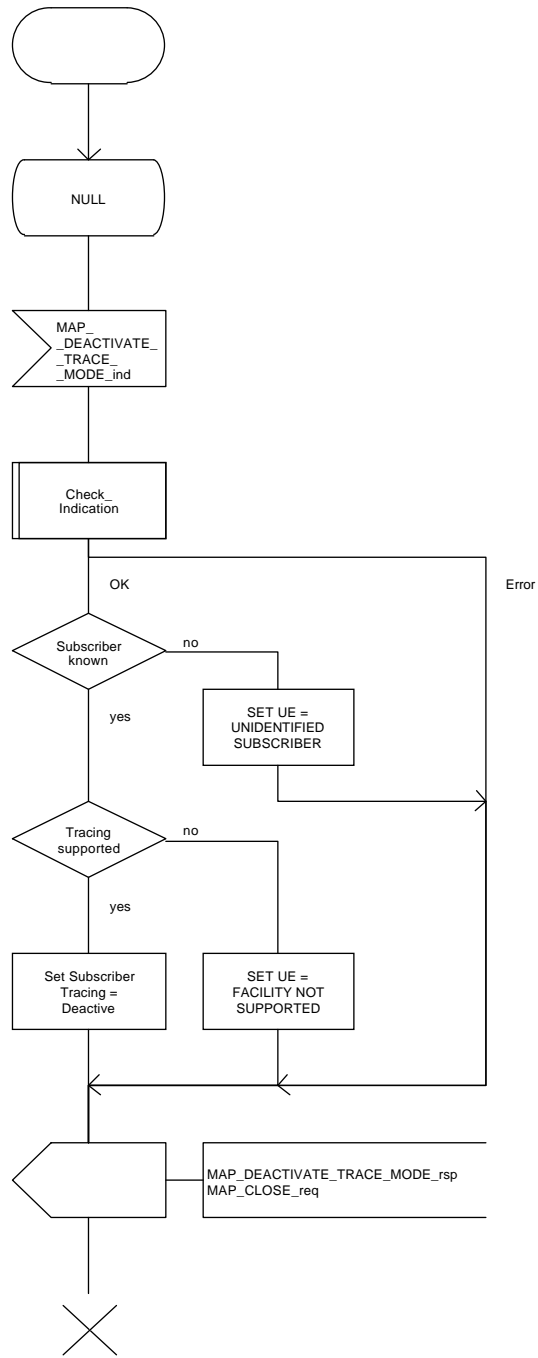 NULL
MAP_
_DEACTIVATE_
_TRACE_
_MODE_ind
Check_
Indication
OK
Error
Subscriber
known
no
yes
SET UE =
UNIDENTIFIED
SUBSCRIBER
Tracing
supported
no
yes
Set Subscriber
Tracing =
Deactive
SET UE =
FACILITY NOT
SUPPORTED
MAP_DEACTIVATE_TRACE_MODE_rsp
MAP_CLOSE_req